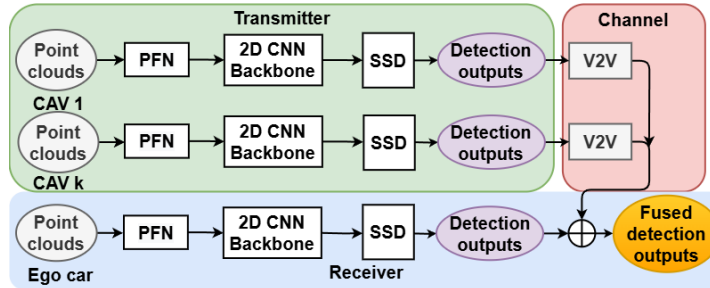 Transmitter
Channel
Point
clouds
PFN
2D CNN
Backbone
SSD
Detection
outputs
V2V
CAV 1
Point
clouds
PFN
2D CNN
Backbone
SSD
Detection
outputs
V2V
CAV k
Point
clouds
PFN
2D CNN
Backbone
SSD
Detection
outputs
Fused
detection
outputs
Ego car
Receiver